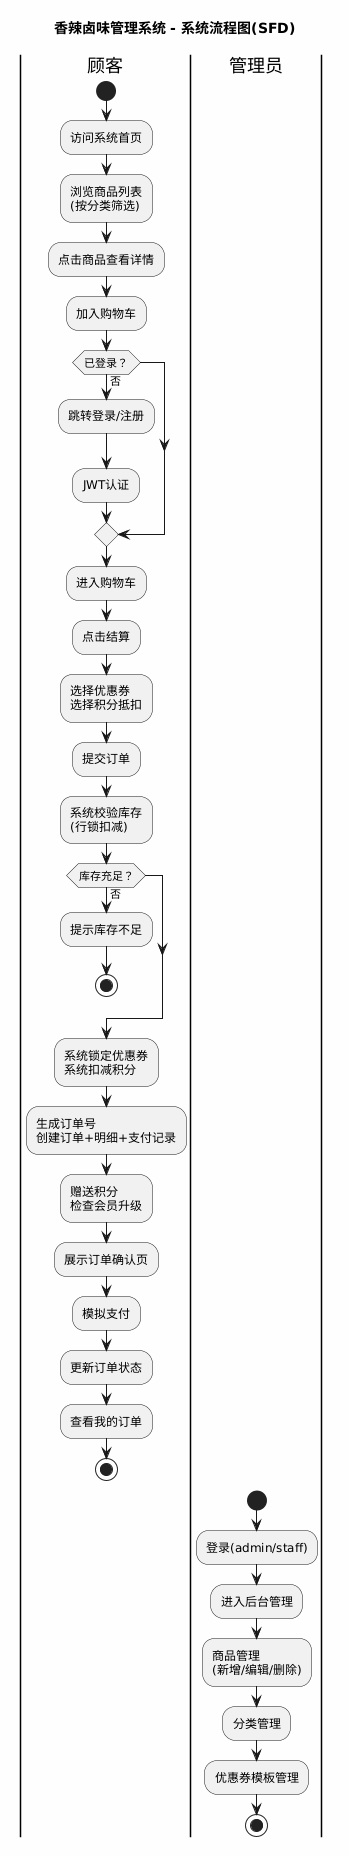 香辣卤味管理系统 - 系统流程图(SFD)
顾客
管理员
访问系统首页
浏览商品列表
(按分类筛选)
点击商品查看详情
加入购物车
已登录？
否
跳转登录/注册
JWT认证
进入购物车
点击结算
选择优惠券
选择积分抵扣
提交订单
系统校验库存
(行锁扣减)
库存充足？
否
提示库存不足
系统锁定优惠券
系统扣减积分
生成订单号
创建订单+明细+支付记录
赠送积分
检查会员升级
展示订单确认页
模拟支付
更新订单状态
查看我的订单
登录(admin/staff)
进入后台管理
商品管理
(新增/编辑/删除)
分类管理
优惠券模板管理